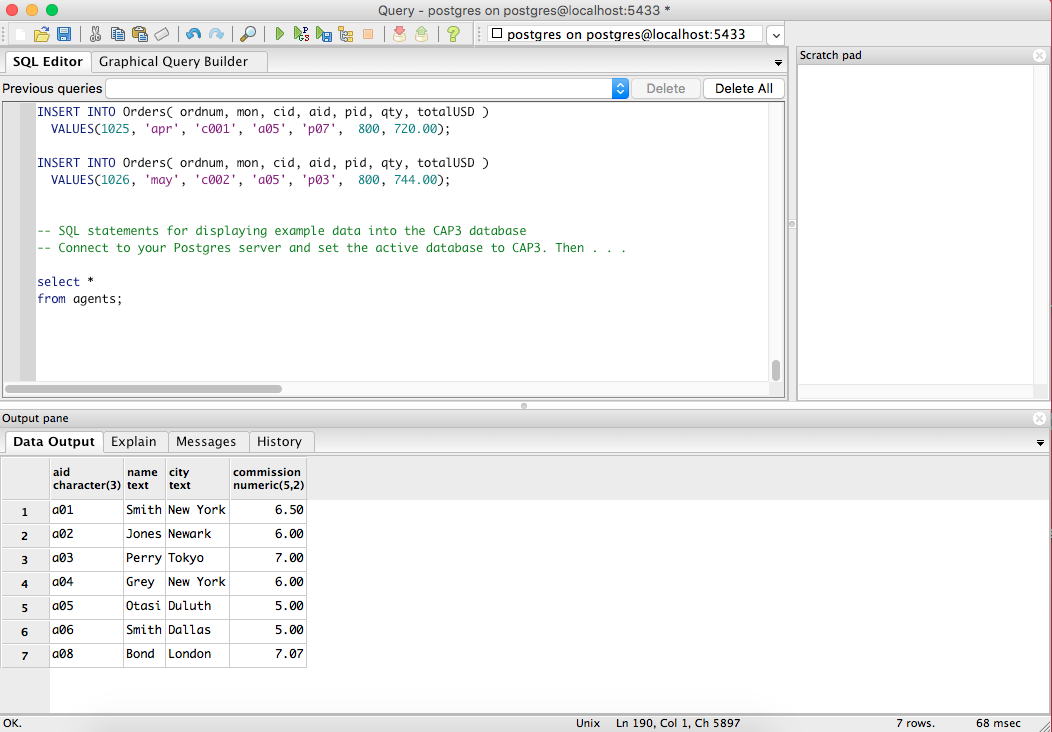 Query - postgres on postgres@localhost:5433 *
postgres on postgres@localhost:5433
SQL Editor Graphical Query Builder
Scratch pad
Previous queries Delete Delete All
INSERT INTO Orders( ordnum, mon, cid, aid, pid, qty, totalUSD )
VALUES(1025, 'apr', 'c001', 'a05', 'p07', 800, 720.00);
INSERT INTO Orders( ordnum, mon, cid, aid, pid, qty, totalUSD )
VALUES(1026, 'may', 'c002', 'a05', 'p03', 800, 744.00);
-- SQL statements for displaying example data into the CAP3 database
-- Connect to your Postgres server and set the active database to CAP3. Then . . .
select *
from agents;
Output pane
Data Output Explain Messages History
aid name city commission
character(3) text text numeric(5,2)
1 a01 Smith New York 6.50
2 a02 Jones Newark 6.00
3 a03 Perry Tokyo 7.00
4 a04 Grey New York 6.00
5 a05 Otasi Duluth 5.00
6 a06 Smith Dallas 5.00
7 a08 Bond London 7.07
OK. Unix Ln 190, Col 1, Ch 5897 7 rows. 68 msec